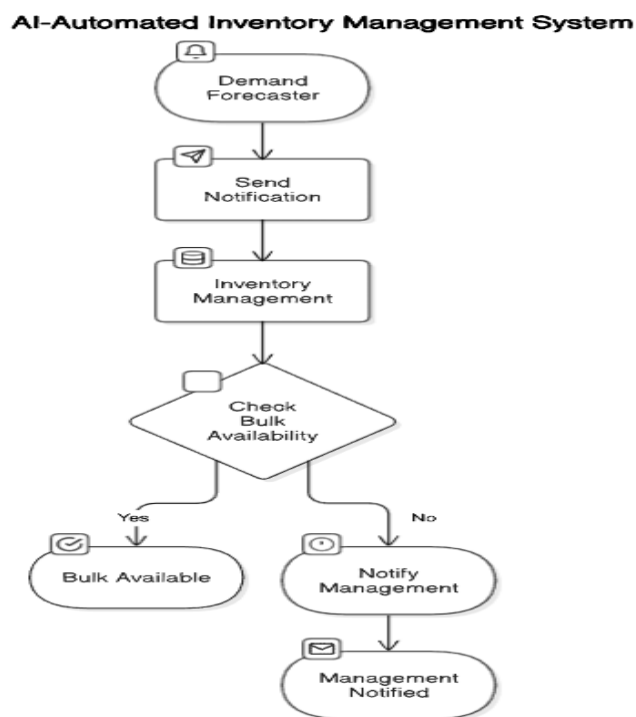 AI-Automated Inventory Management System
Demand
Forecaster
Send
Notification
Inventory
Management
Check
Bulk
Availability
Yes
No
Bulk Available
Notify
Management
Management
Notified